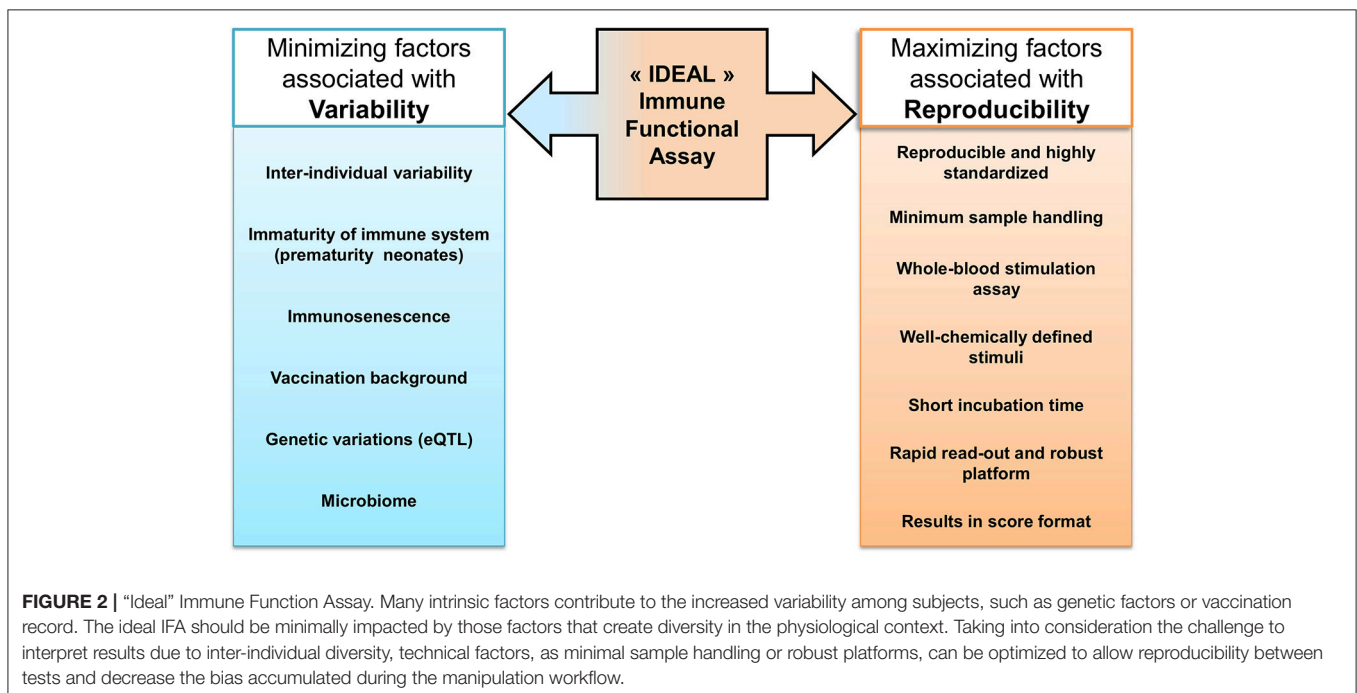 Minimizing factors
associated with
Variability
« IDEAL »
Immune
Functional
Assay
Maximizing factors
associated with
Reproducibility
Inter-individual variability
Immaturity of immune system
(prematurity neonates)
Immunosenescence
Vaccination background
Genetic variations (eQTL)
Microbiome
Reproducible and highly
standardized
Minimum sample handling
Whole-blood stimulation
assay
Well-chemically defined
stimuli
Short incubation time
Rapid read-out and robust
platform
Results in score format
FIGURE 2 | “Ideal” Immune Function Assay. Many intrinsic factors contribute to the increased variability among subjects, such as genetic factors or vaccination
record. The ideal IFA should be minimally impacted by those factors that create diversity in the physiological context. Taking into consideration the challenge to
interpret results due to inter-individual diversity, technical factors, as minimal sample handling or robust platforms, can be optimized to allow reproducibility between
tests and decrease the bias accumulated during the manipulation workflow.